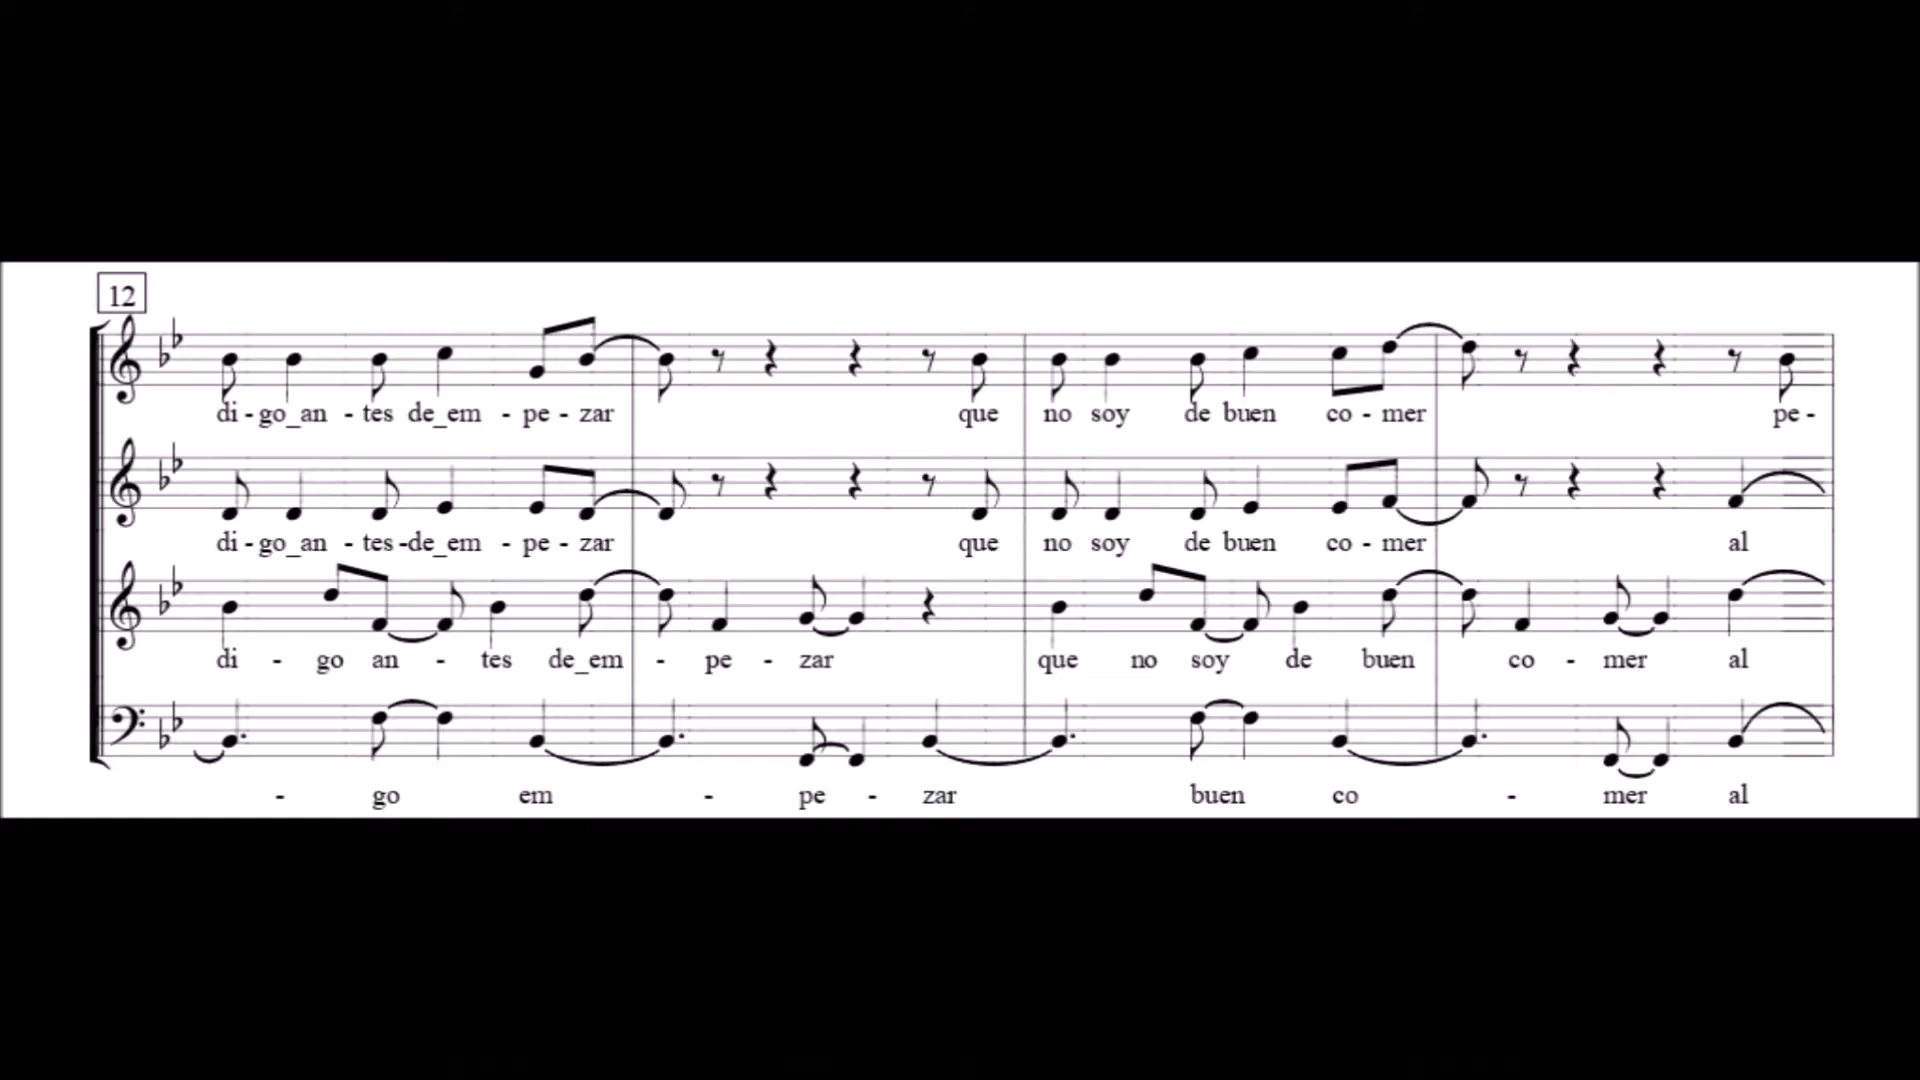 12
di - go_an - tes de_em - pe - zar que no soy de buen co - mer pe -
di - go_an - tes -de_em - pe - zar que no soy de buen co - mer al
di - go an - tes de_em - pe - zar que no soy de buen co - mer al
- go em - pe - zar buen co - mer al